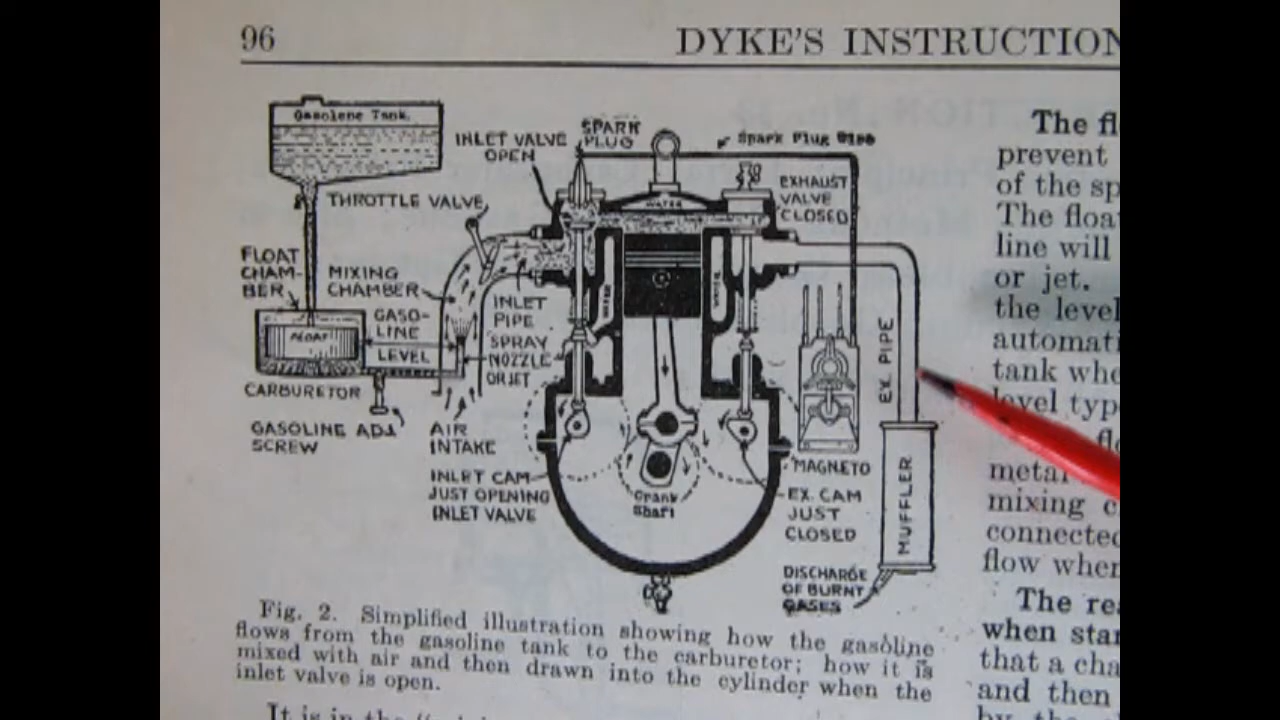 96
DYKE'S INSTRUCTION
Gasolene Tank.
INLET VALVE
OPEN
SPARK
PLUG
Spark Plug Wire
THROTTLE VALVE
WATER
EXHAUST
VALVE
CLOSED
FLOAT
CHAM-
BER
MIXING
CHAMBER
GASO-
LINE
LEVEL
FLOAT
INLET
PIPE
SPRAY
NOZZLE
OR JET
WATER
WATER
EX. PIPE
CARBURETOR
GASOLINE ADJ.
SCREW
AIR
INTAKE
INLET CAM
JUST OPENING
INLET VALVE
Crank
Shaft
MAGNETO
EX. CAM
JUST
CLOSED
MUFFLER
DISCHARGE
OF BURNT
GASES
Fig. 2. Simplified illustration showing how the gasoline
flows from the gasoline tank to the carburetor; how it is
mixed with air and then drawn into the cylinder when the
inlet valve is open.
The fl
prevent
of the sp
The float
line will
or jet.
the level
automati
tank whe
level typ
flo
metal
mixing c
connected
flow when
The rea
when star
that a cha
and then